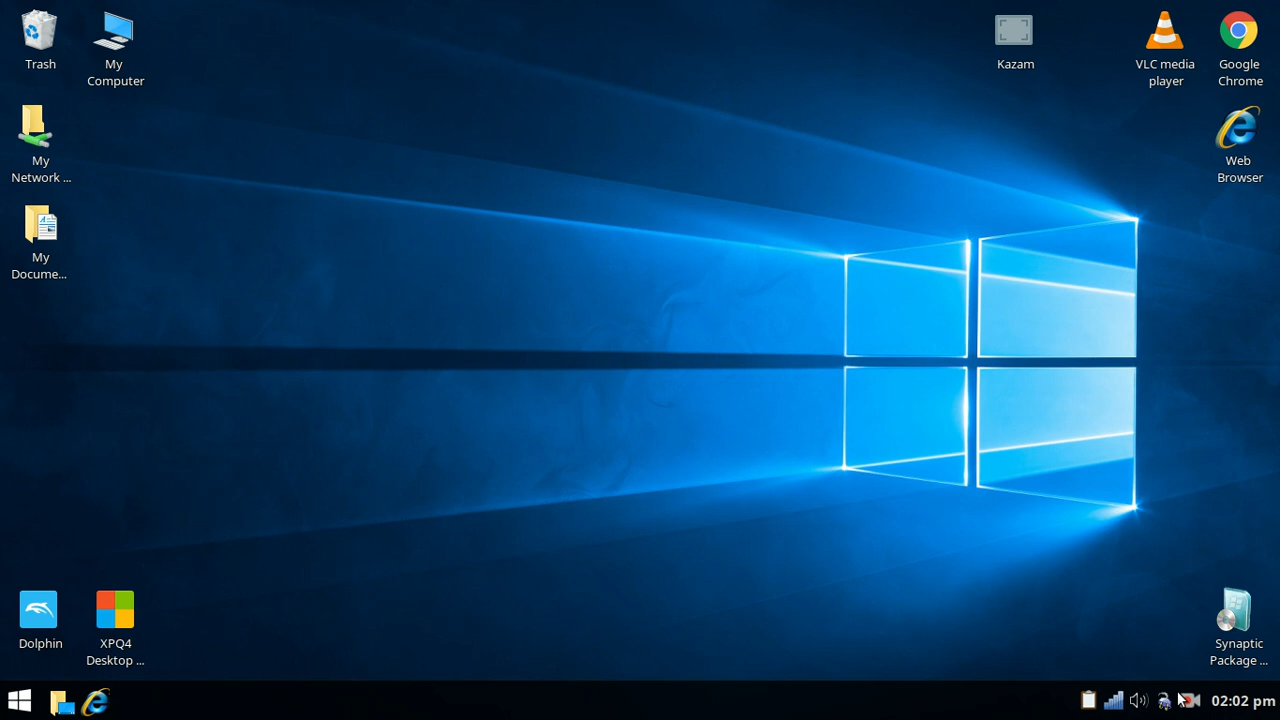 Trash
My
Computer
Kazam
VLC media
player
Google
Chrome
My
Network ...
Web
Browser
My
Docume...
Dolphin
XPQ4
Desktop ...
Synaptic
Package ...
02:02 pm